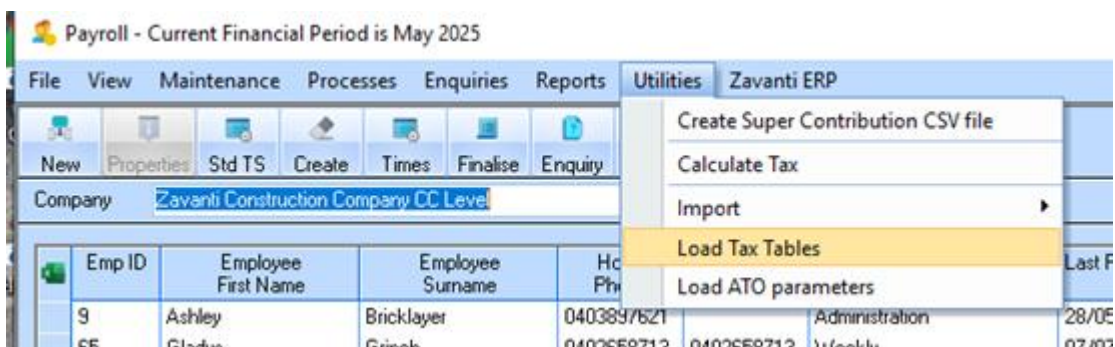 Payroll - Current Financial Period is May 2025
File View Maintenance Processes Enquiries Reports Utilities Zavanti ERP
New Properties Std TS Create Times Finalise Enquiry
Create Super Contribution CSV file
Calculate Tax
Import
Load Tax Tables
Load ATO parameters
Company Zavanti Construction Company CC Level
Emp ID Employee First Name Employee Surname
9 Ashley Bricklayer 0403897621 Administration 28/05
65 Gladys